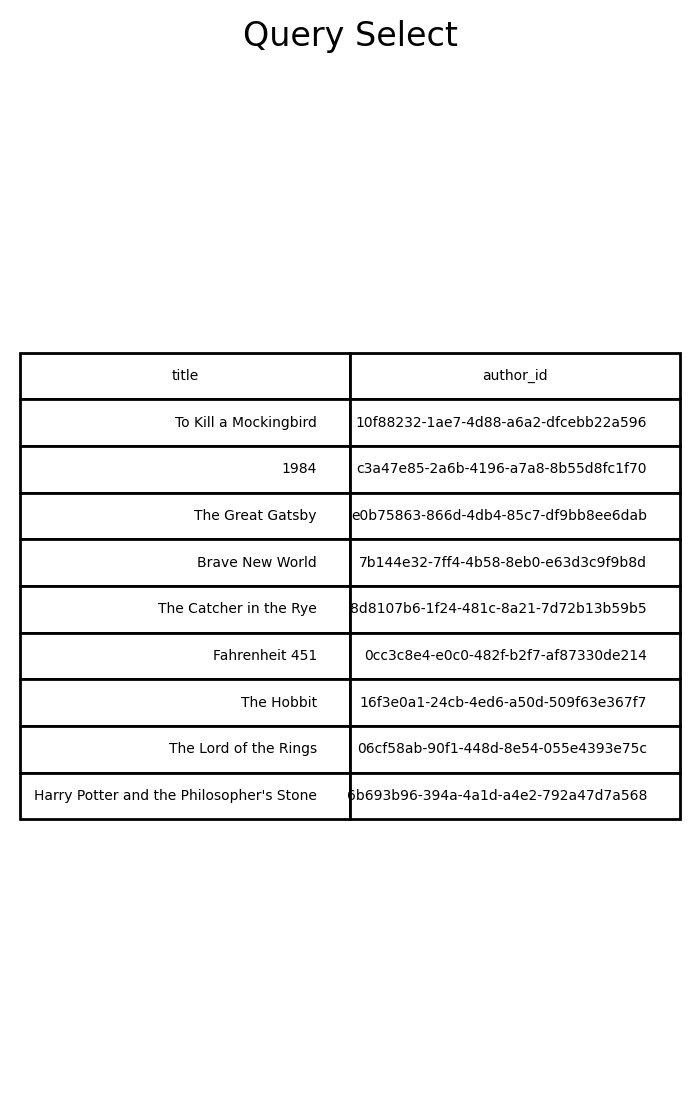 Query Select
title author_id
To Kill a Mockingbird 10f88232-1ae7-4d88-a6a2-dfcebb22a596
1984 c3a47e85-2a6b-4196-a7a8-8b55d8fc1f70
The Great Gatsby e0b75863-866d-4db4-85c7-df9bb8ee6dab
Brave New World 7b144e32-7ff4-4b58-8eb0-e63d3c9f9b8d
The Catcher in the Rye 8d8107b6-1f24-481c-8a21-7d72b13b59b5
Fahrenheit 451 0cc3c8e4-e0c0-482f-b2f7-af87330de214
The Hobbit 16f3e0a1-24cb-4ed6-a50d-509f63e367f7
The Lord of the Rings 06cf58ab-90f1-448d-8e54-055e4393e75c
Harry Potter and the Philosopher's Stone 6b693b96-394a-4a1d-a4e2-792a47d7a568